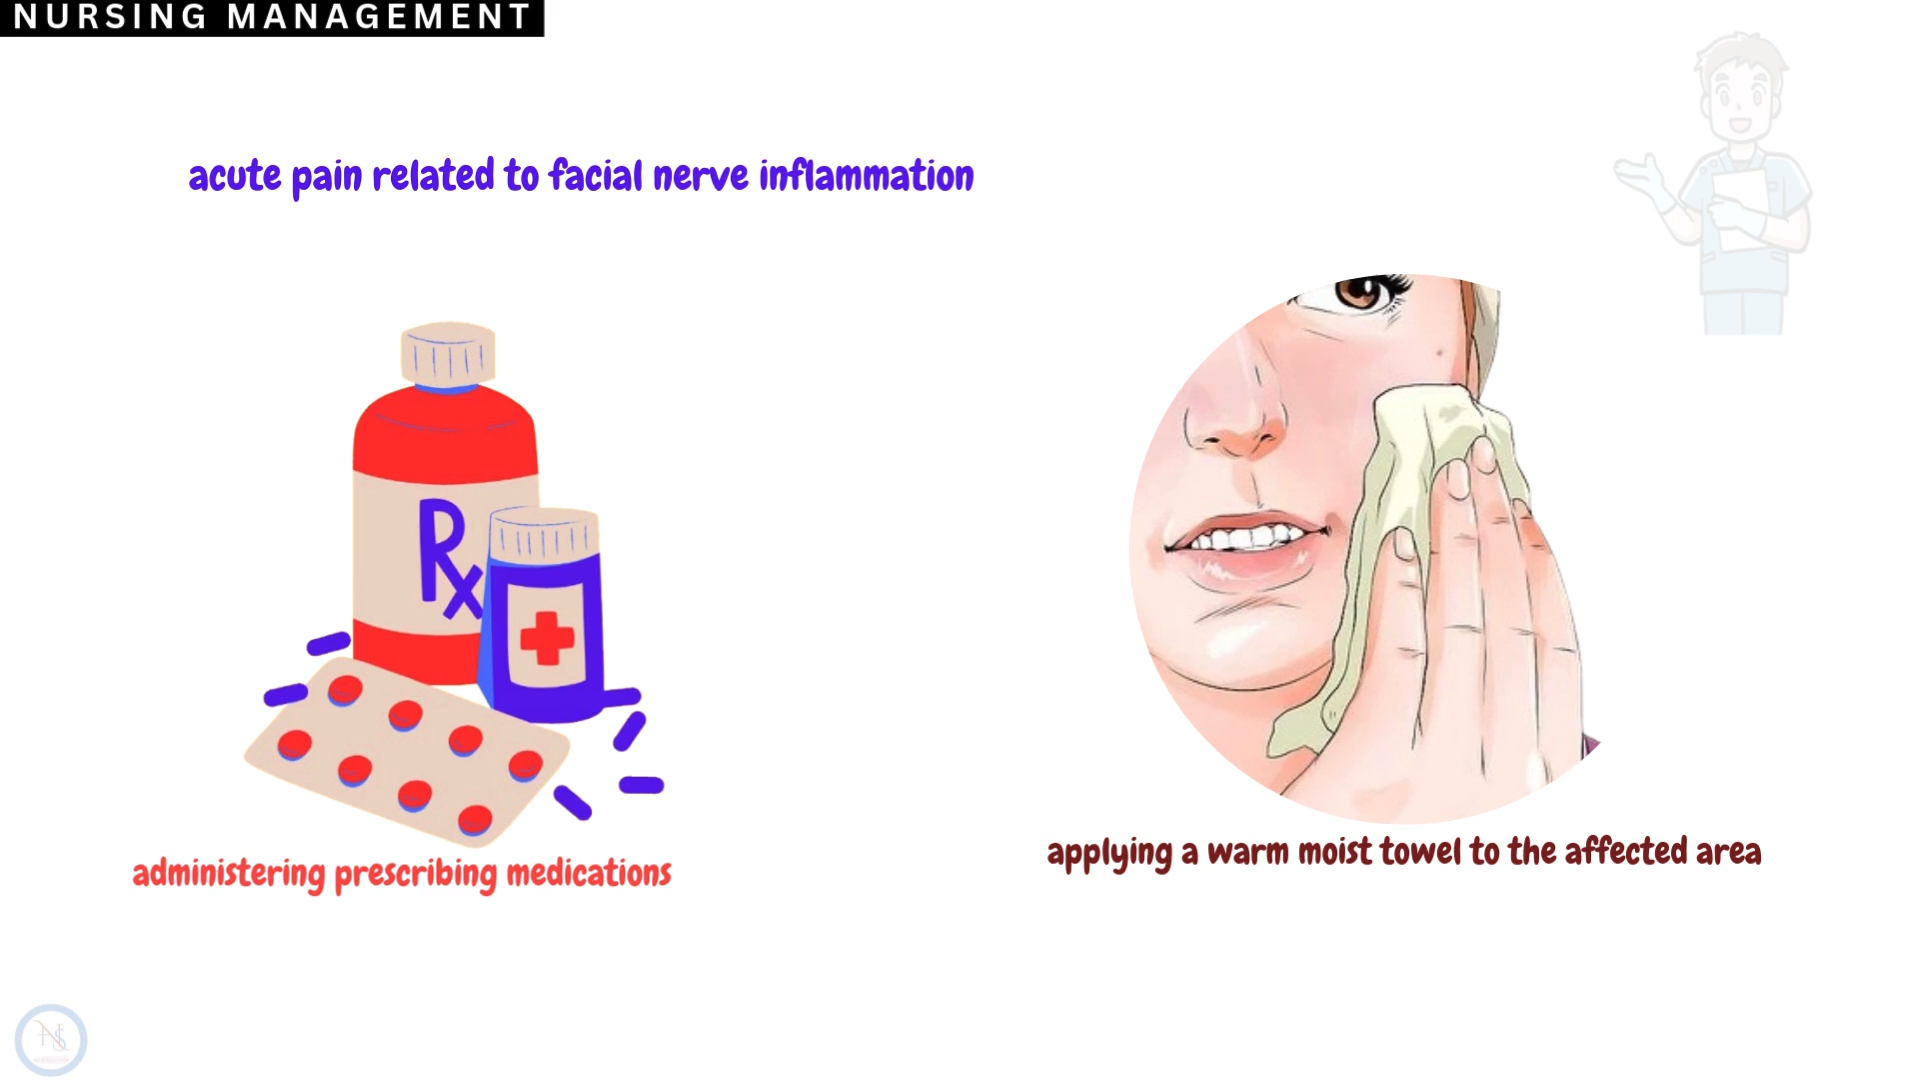 NURSING MANAGEMENT
acute pain related to facial nerve inflammation
Rx
administering prescribing medications
applying a warm moist towel to the affected area